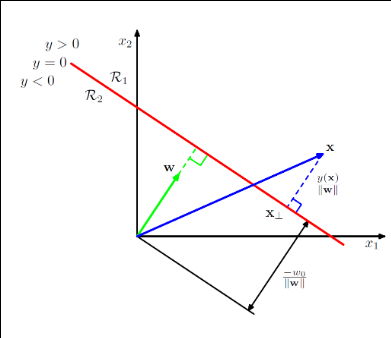 y > 0
x₂
y = 0
R₁
y < 0
R₂
x
w
y(x)
‖w‖
x⊥
x₁
−w₀
‖w‖